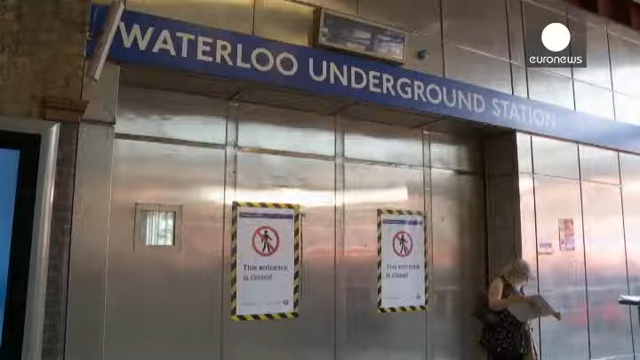 WATERLOO UNDERGROUND STATION
euronews
This entrance
is closed
This entrance
is closed